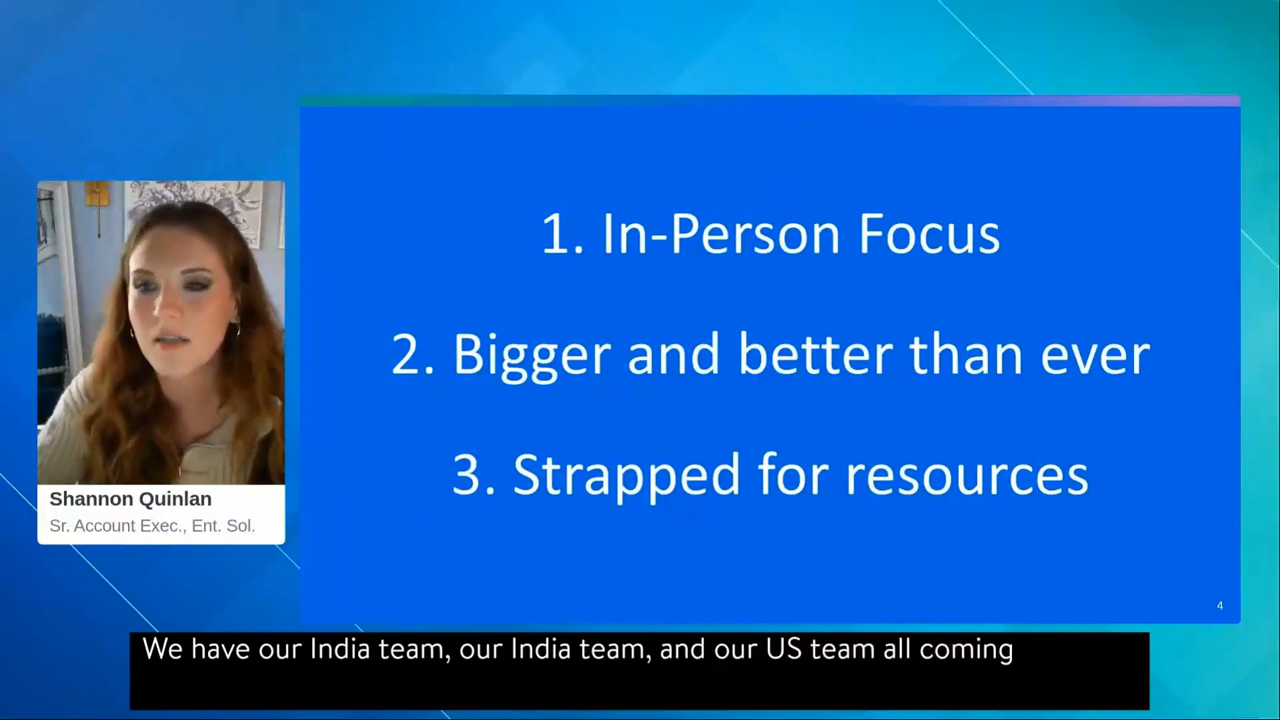 1. In-Person Focus
2. Bigger and better than ever
3. Strapped for resources
Shannon Quinlan
Sr. Account Exec., Ent. Sol.
4
We have our India team, our India team, and our US team all coming